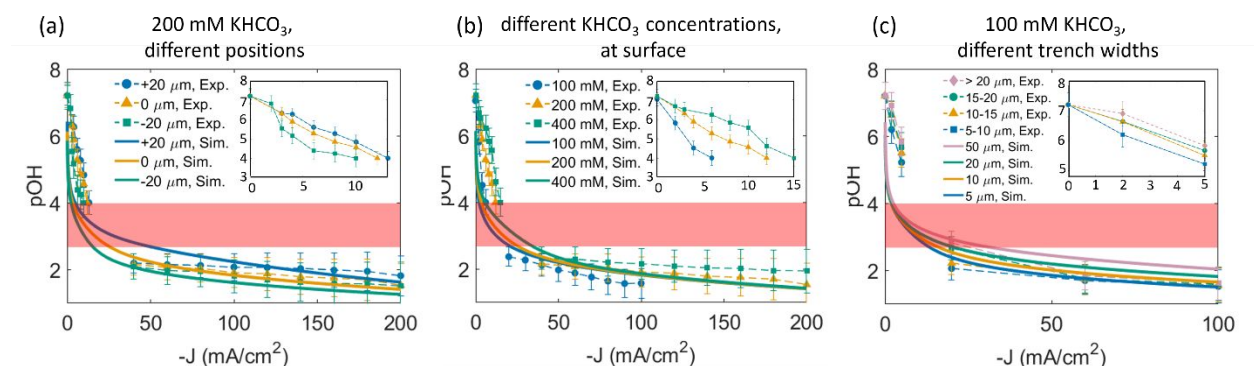 (a) 200 mM KHCO₃,
different positions
8
6
4
2
pOH
+20 μm, Exp.
0 μm, Exp.
-20 μm, Exp.
+20 μm, Sim.
0 μm, Sim.
-20 μm, Sim.
8
7
6
5
4
3
0 5 10
0 50 100 150 200
-J (mA/cm²)
(b) different KHCO₃ concentrations,
at surface
8
6
4
2
pOH
100 mM, Exp.
200 mM, Exp.
400 mM, Exp.
100 mM, Sim.
200 mM, Sim.
400 mM, Sim.
8
7
6
5
4
3
0 5 10 15
0 50 100 150 200
-J (mA/cm²)
(c) 100 mM KHCO₃,
different trench widths
8
6
4
2
pOH
> 20 μm, Exp.
15-20 μm, Exp.
10-15 μm, Exp.
5-10 μm, Exp.
50 μm, Sim.
20 μm, Sim.
10 μm, Sim.
5 μm, Sim.
8
7
6
5
0 1 2 3 4 5
0 50 100
-J (mA/cm²)